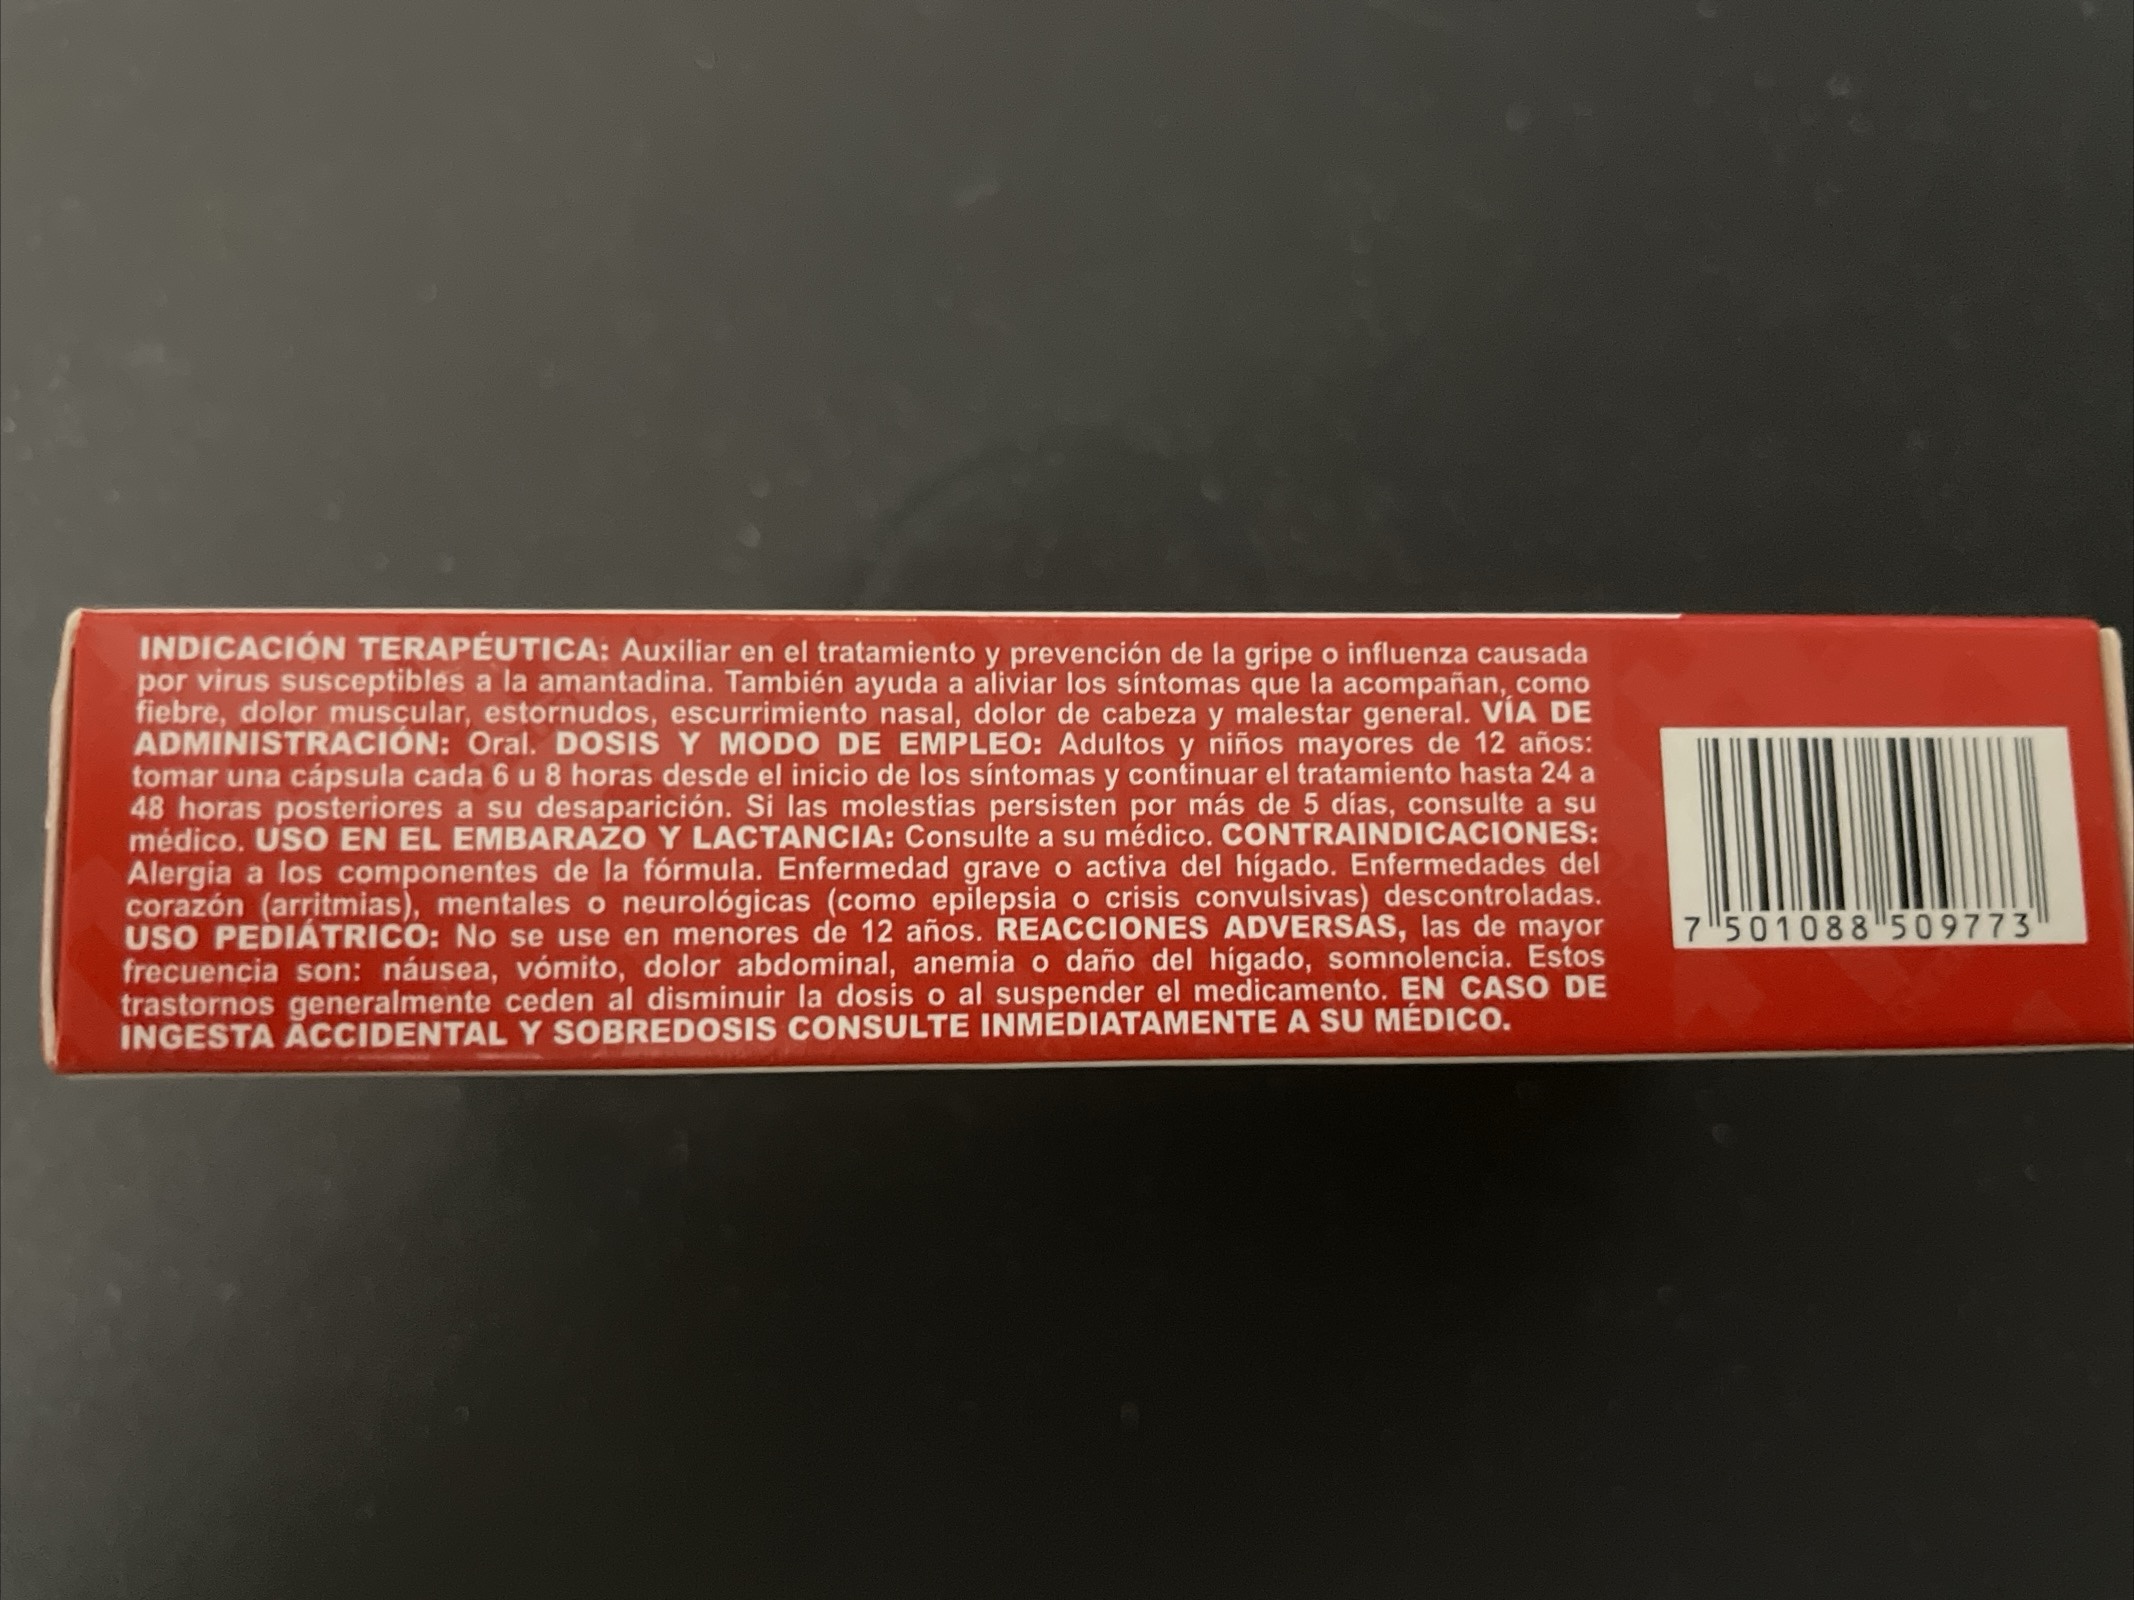 INDICACIÓN TERAPÉUTICA: Auxiliar en el tratamiento y prevención de la gripe o influenza causada
por virus susceptibles a la amantadina. También ayuda a aliviar los síntomas que la acompañan, como
fiebre, dolor muscular, estornudos, escurrimiento nasal, dolor de cabeza y malestar general. VÍA DE
ADMINISTRACIÓN: Oral. DOSIS Y MODO DE EMPLEO: Adultos y niños mayores de 12 años:
tomar una cápsula cada 6 u 8 horas desde el inicio de los síntomas y continuar el tratamiento hasta 24 a
48 horas posteriores a su desaparición. Si las molestias persisten por más de 5 días, consulte a su
médico. USO EN EL EMBARAZO Y LACTANCIA: Consulte a su médico. CONTRAINDICACIONES:
Alergia a los componentes de la fórmula. Enfermedad grave o activa del hígado. Enfermedades del
corazón (arritmias), mentales o neurológicas (como epilepsia o crisis convulsivas) descontroladas.
USO PEDIÁTRICO: No se use en menores de 12 años. REACCIONES ADVERSAS, las de mayor
frecuencia son: náusea, vómito, dolor abdominal, anemia o daño del hígado, somnolencia. Estos
trastornos generalmente ceden al disminuir la dosis o al suspender el medicamento. EN CASO DE
INGESTA ACCIDENTAL Y SOBREDOSIS CONSULTE INMEDIATAMENTE A SU MÉDICO.
7 501088 509773